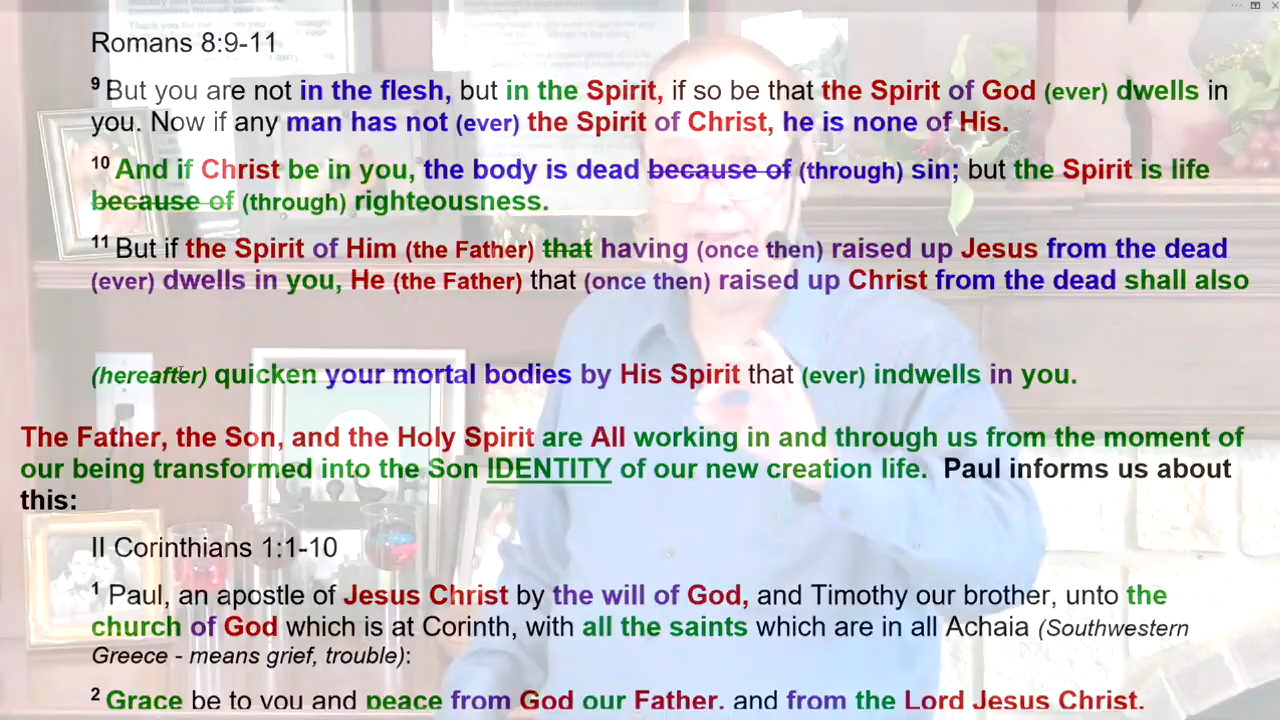 Romans 8:9-11
9 But you are not in the flesh, but in the Spirit, if so be that the Spirit of God (ever) dwells in
you. Now if any man has not (ever) the Spirit of Christ, he is none of His.
10 And if Christ be in you, the body is dead because of (through) sin; but the Spirit is life
because of (through) righteousness.
11 But if the Spirit of Him (the Father) that having (once then) raised up Jesus from the dead
(ever) dwells in you, He (the Father) that (once then) raised up Christ from the dead shall also
(hereafter) quicken your mortal bodies by His Spirit that (ever) indwells in you.
The Father, the Son, and the Holy Spirit are All working in and through us from the moment of
our being transformed into the Son IDENTITY of our new creation life. Paul informs us about
this:
II Corinthians 1:1-10
1 Paul, an apostle of Jesus Christ by the will of God, and Timothy our brother, unto the
church of God which is at Corinth, with all the saints which are in all Achaia (Southwestern
Greece - means grief, trouble):
2 Grace be to you and peace from God our Father, and from the Lord Jesus Christ.